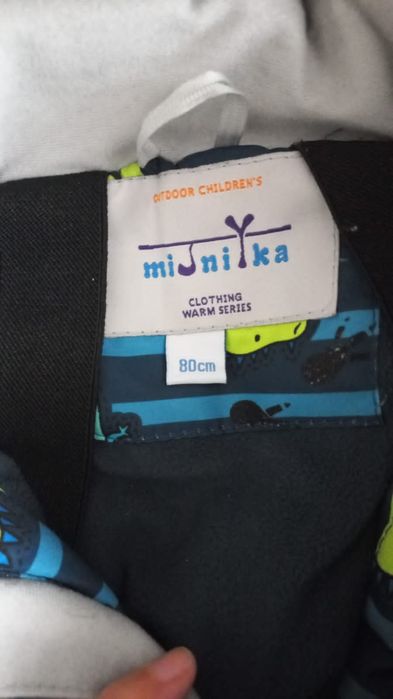 OUTDOOR CHILDREN'S
miJniYka
CLOTHING
WARM SERIES
80cm